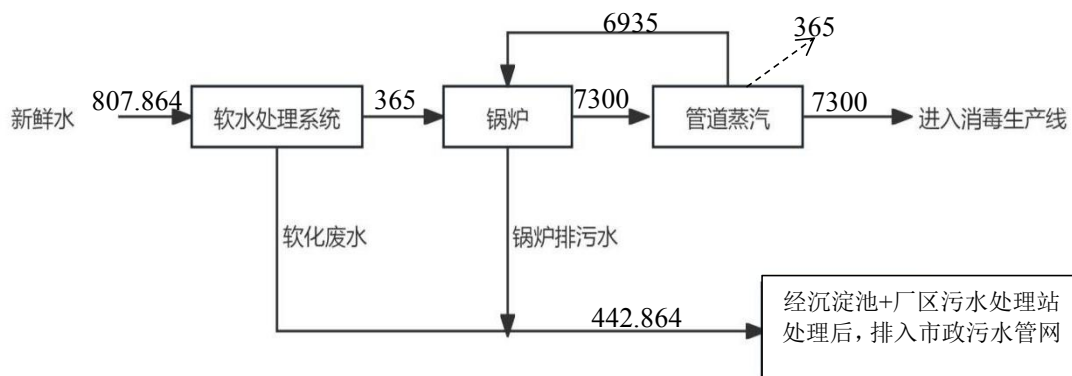 6935
365
新鲜水
807.864
软水处理系统
365
锅炉
7300
管道蒸汽
7300
进入消毒生产线
软化废水
锅炉排污水
442.864
经沉淀池+厂区污水处理站
处理后,排入市政污水管网